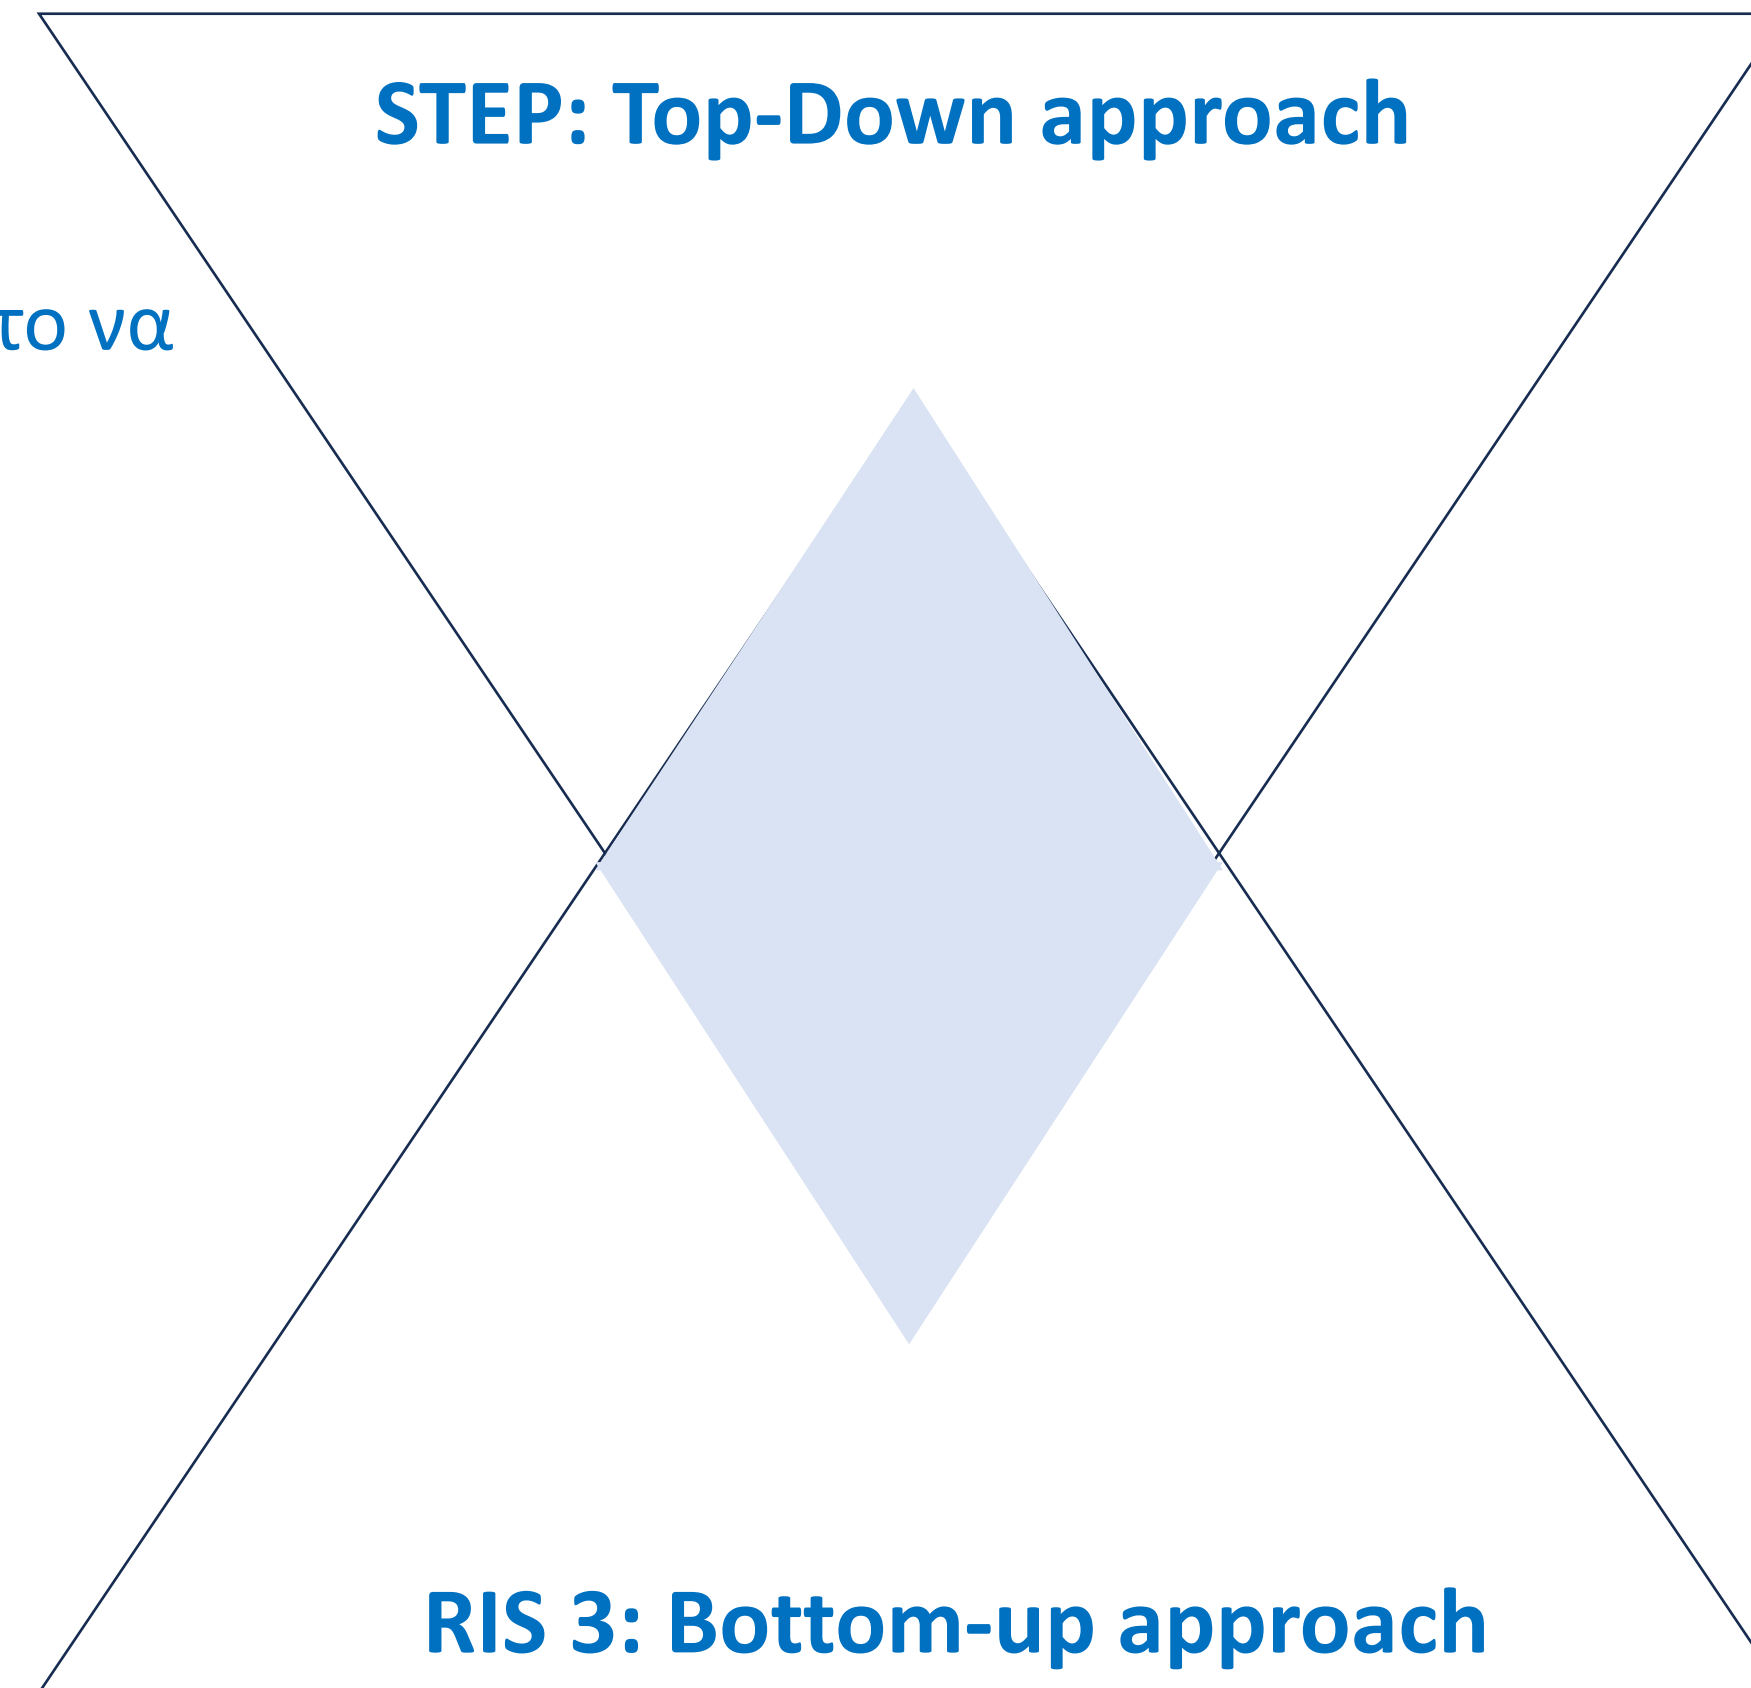 STEP: Top-Down approach
το να
RIS 3: Bottom-up approach